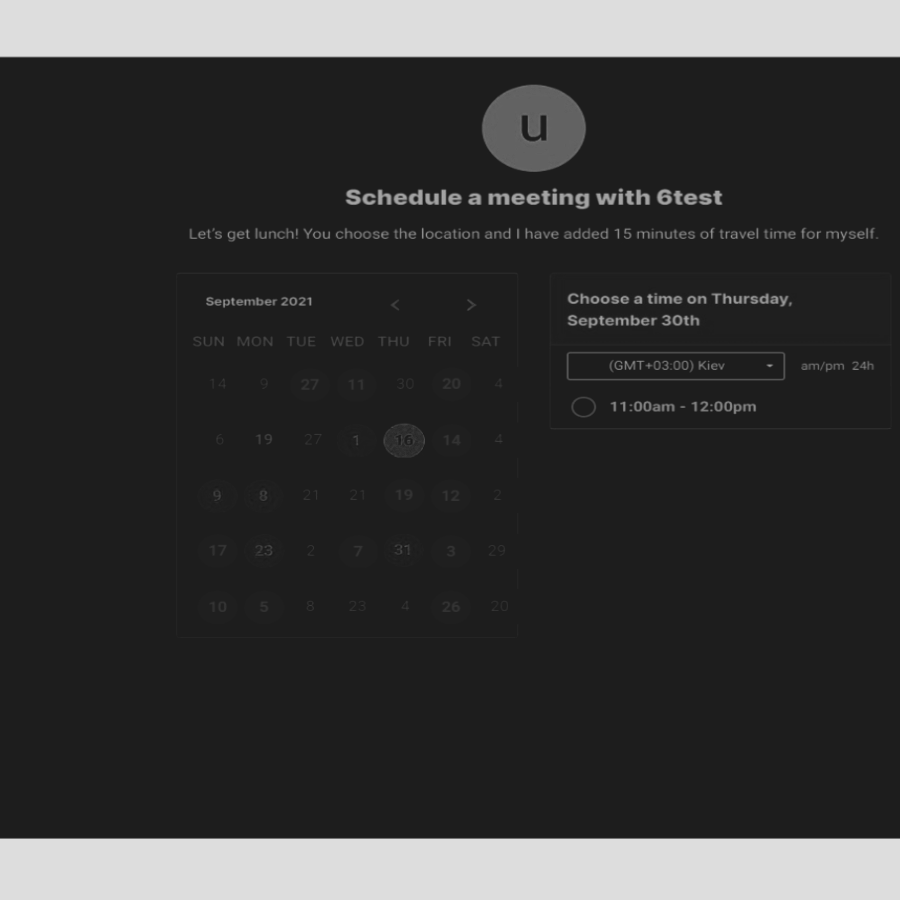 u
Schedule a meeting with 6test
Let's get lunch! You choose the location and I have added 15 minutes of travel time for myself.
September 2021 < >
SUN MON TUE WED THU FRI SAT
14 9 27 11 30 20 4
6 19 27 1 16 14 4
9 8 21 21 19 12 2
17 23 2 7 31 3 29
10 5 8 23 4 26 20
Choose a time on Thursday,
September 30th
(GMT+03:00) Kiev am/pm 24h
11:00am - 12:00pm